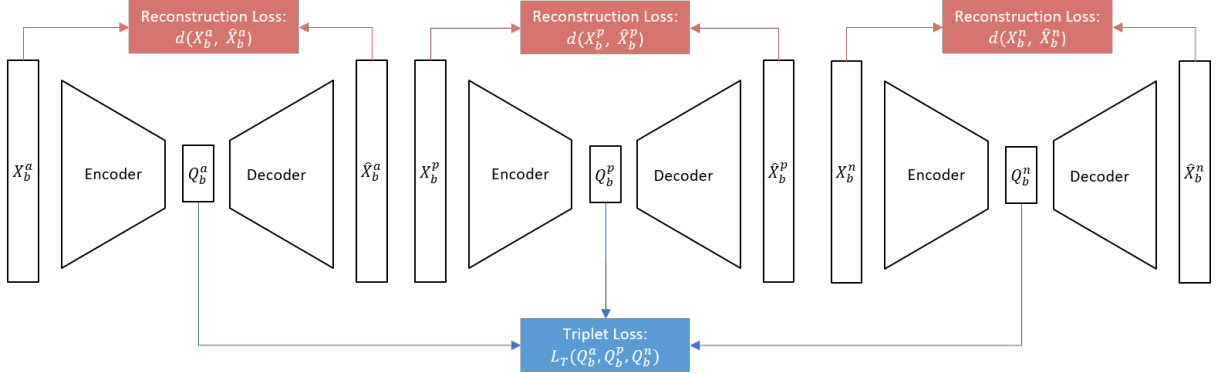 Reconstruction Loss:
d(X_b^a, X̂_b^a)
Reconstruction Loss:
d(X_b^p, X̂_b^p)
Reconstruction Loss:
d(X_b^n, X̂_b^n)
X_b^a
Encoder
Q_b^a
Decoder
X̂_b^a
X_b^p
Encoder
Q_b^p
Decoder
X̂_b^p
X_b^n
Encoder
Q_b^n
Decoder
X̂_b^n
Triplet Loss:
L_T(Q_b^a, Q_b^p, Q_b^n)